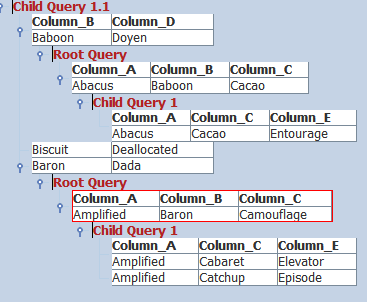 Child Query 1.1
Column_B Column_D
Baboon Doyen
Root Query
Column_A Column_B Column_C
Abacus Baboon Cacao
Child Query 1
Column_A Column_C Column_E
Abacus Cacao Entourage
Biscuit Deallocated
Baron Dada
Root Query
Column_A Column_B Column_C
Amplified Baron Camouflage
Child Query 1
Column_A Column_C Column_E
Amplified Cabaret Elevator
Amplified Catchup Episode